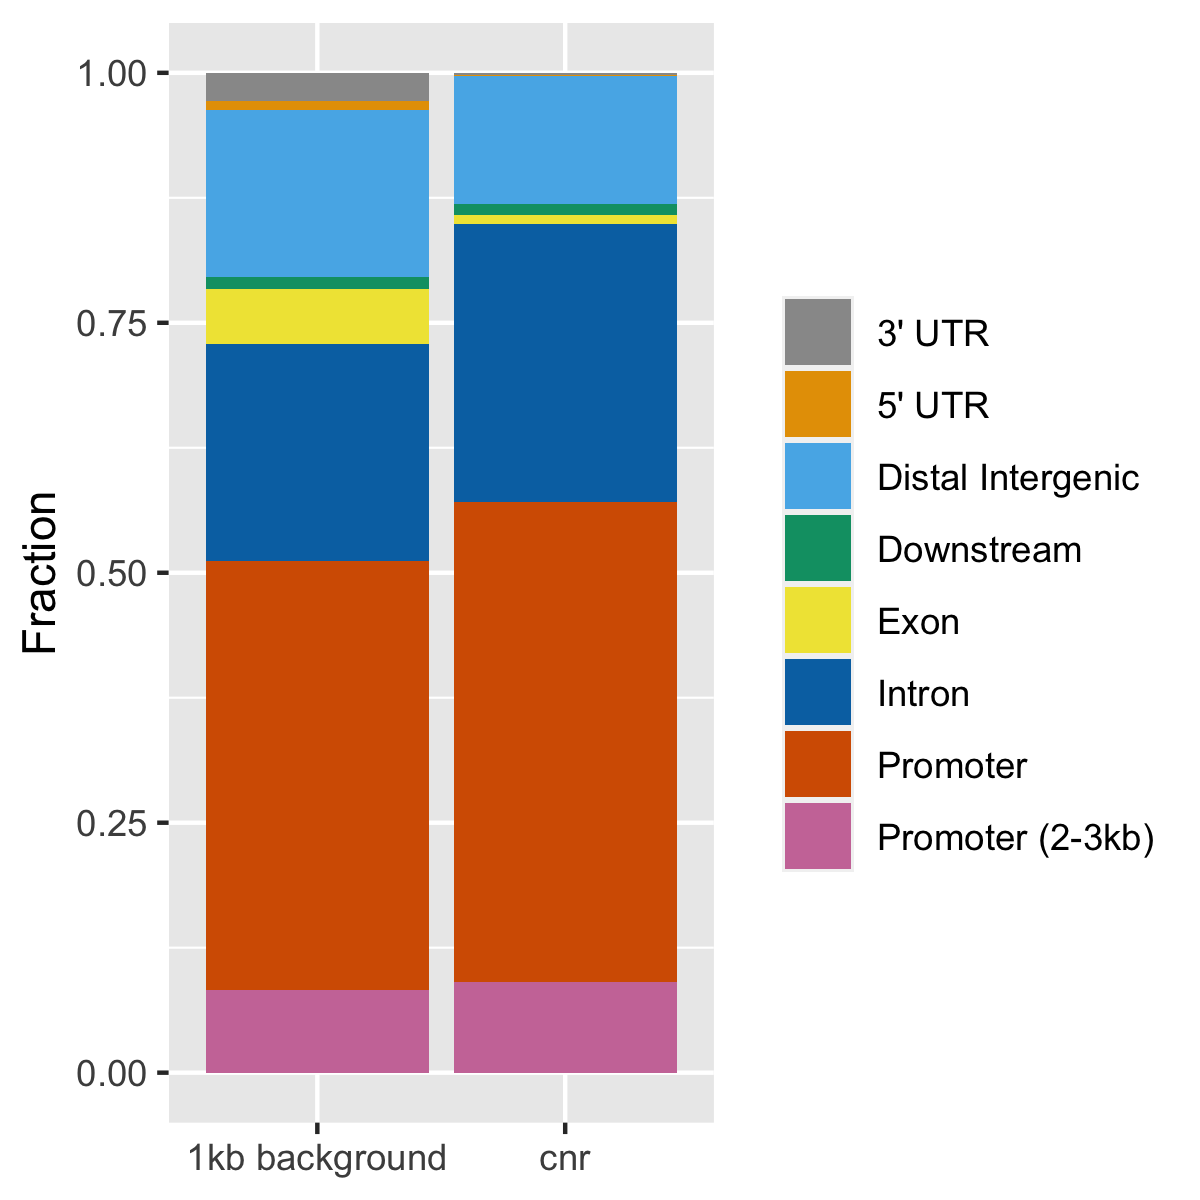 Fraction
1.00
0.75
0.50
0.25
0.00
1kb background
cnr
3' UTR
5' UTR
Distal Intergenic
Downstream
Exon
Intron
Promoter
Promoter (2-3kb)